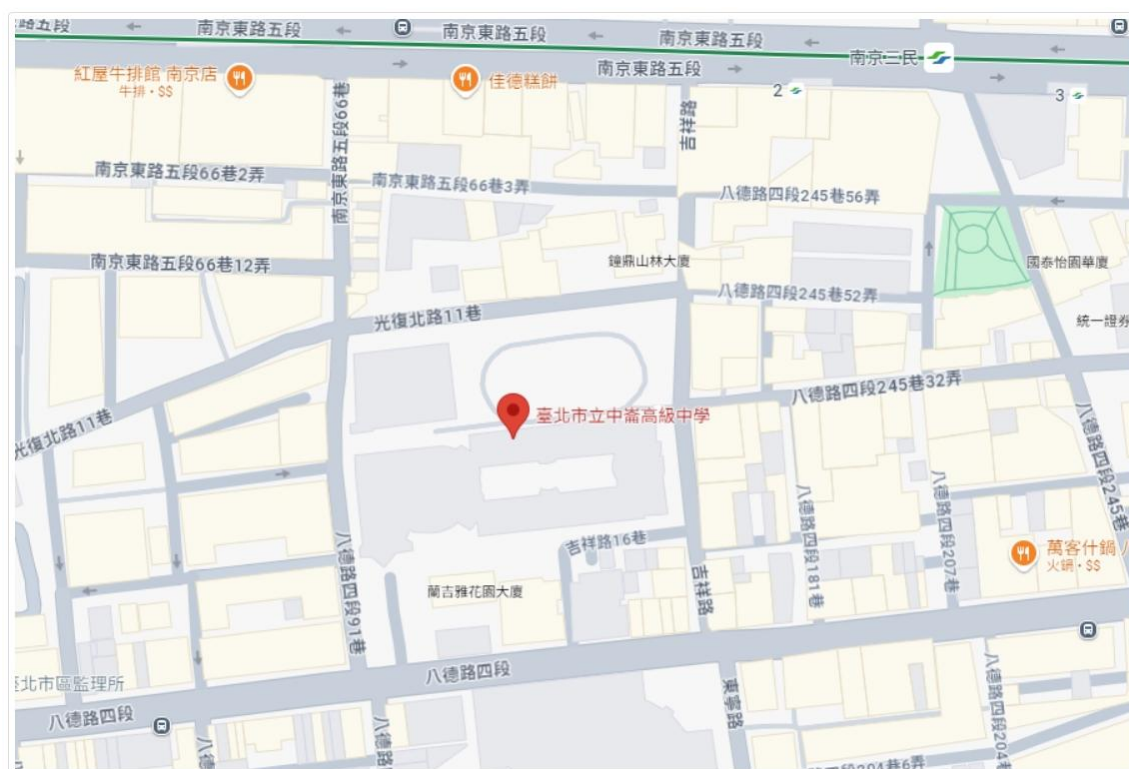 南京東路五段
南京東路五段
南京東路五段
南京東路五段
南京三民
紅屋牛排館 南京店
牛排・$$
佳德糕餅
2
3
吉祥路
南京東路五段66巷
南京東路五段66巷2弄
南京東路五段66巷3弄
八德路四段245巷56弄
南京東路五段66巷12弄
鐘鼎山林大廈
國泰怡園華廈
八德路四段245巷52弄
光復北路11巷
統一證券
八德路四段245巷32弄
光復北路11巷
臺北市立中崙高級中學
八德路四段245巷
八德路四段181巷
八德路四段207巷
吉祥路16巷
萬客什鍋 八
火鍋・$$
八德路四段91巷
蘭吉雅花園大廈
吉祥路
八德路四段
臺北市區監理所
八德路四段
東寧路
八德路四段204巷
八德
八德
204巷6弄